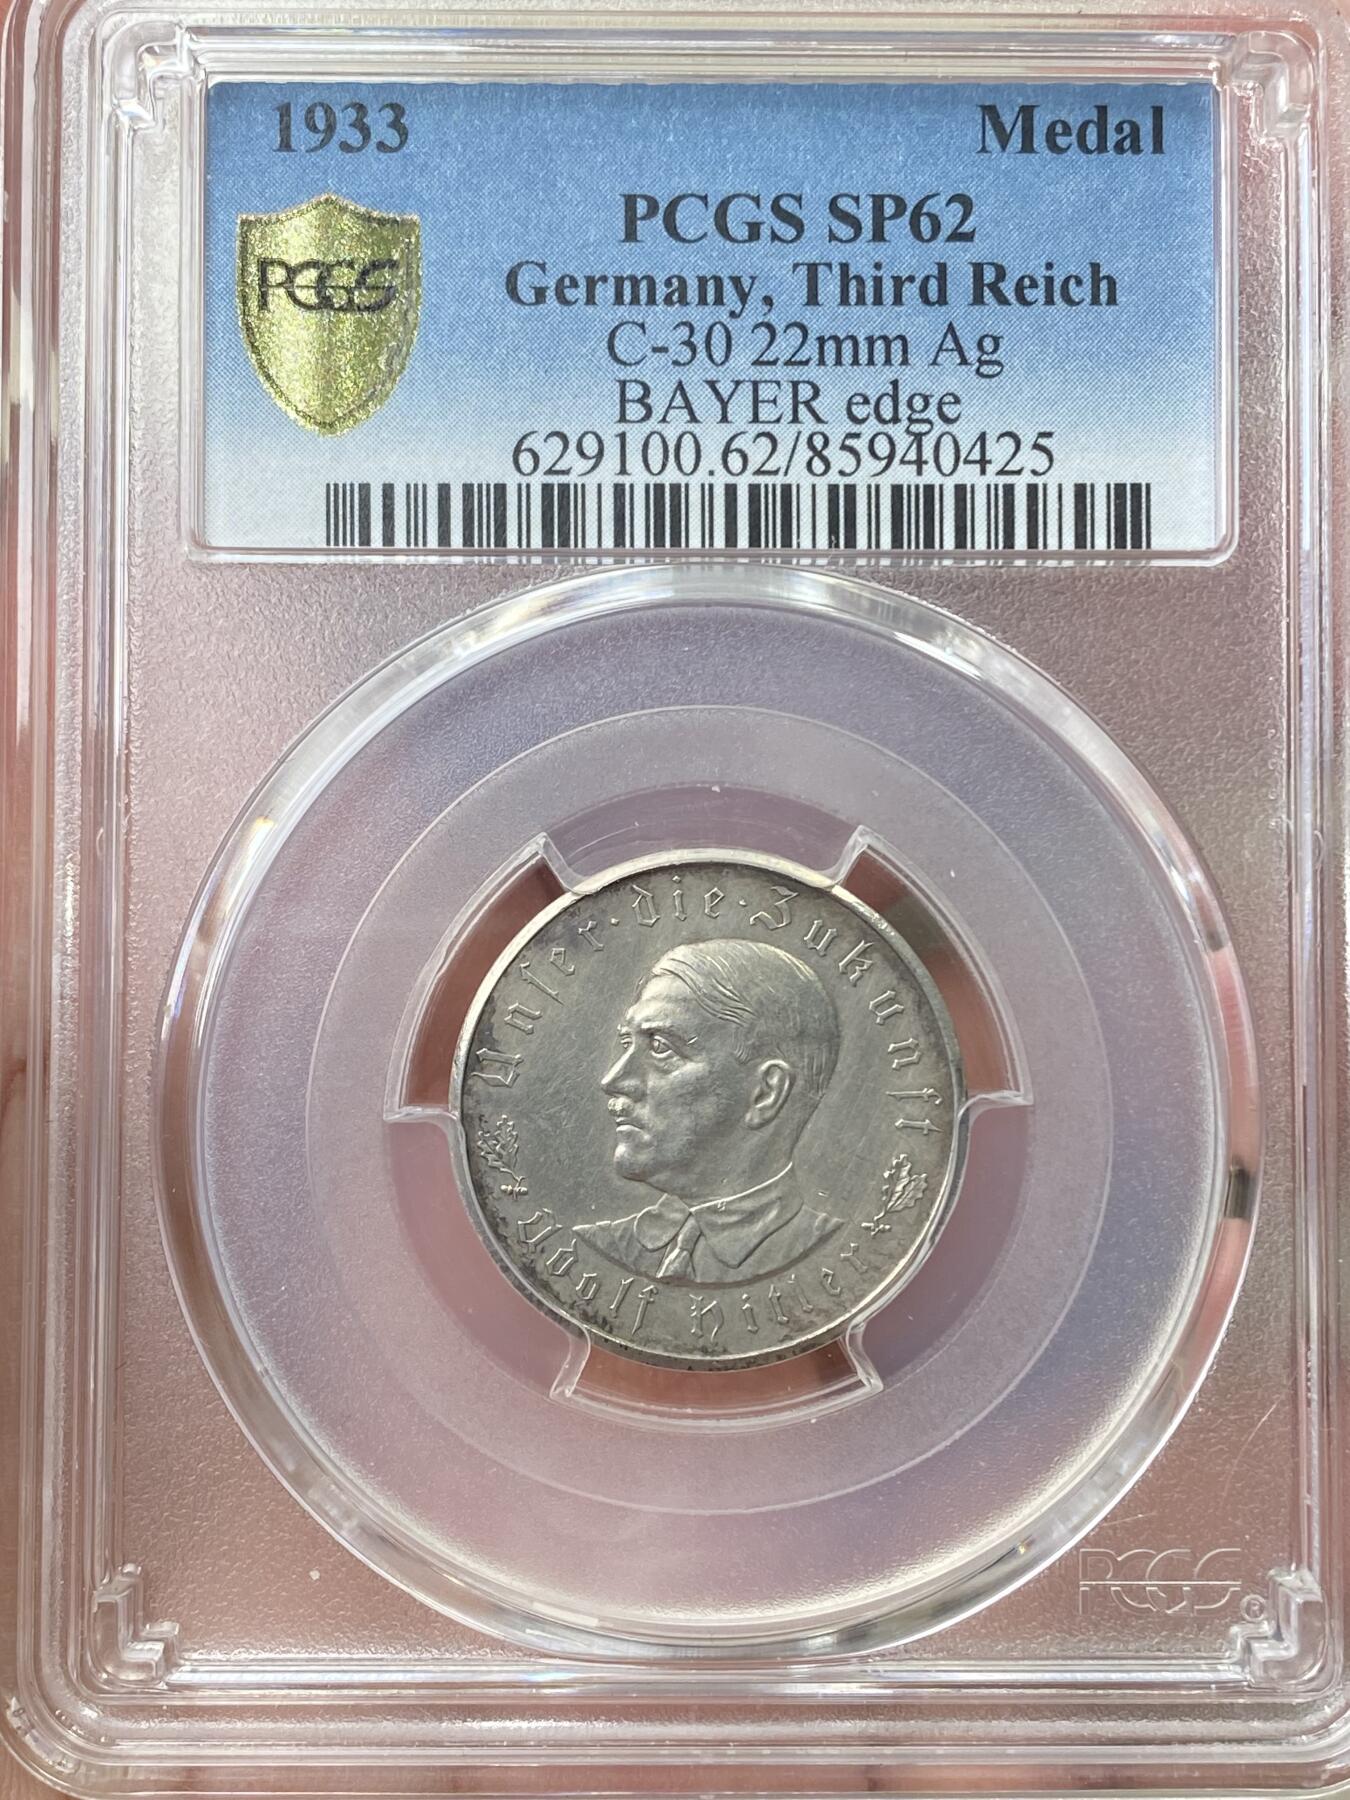 1933 Medal
PCGS SP62
PCGS
Germany, Third Reich
C-30 22mm Ag
BAYER edge
629100.62/85940425
Unser · die · Zukunft
Adolf Hitler
PCGS®